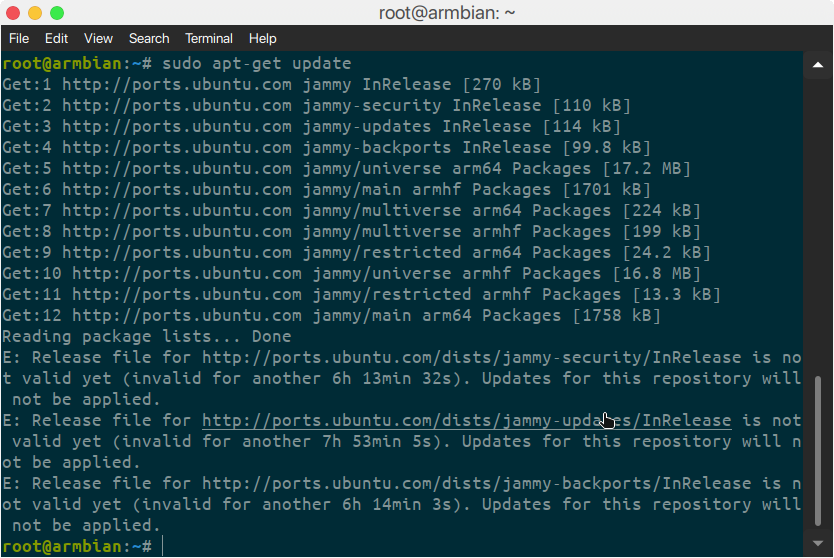 root@armbian: ~
File Edit View Search Terminal Help
root@armbian:~# sudo apt-get update
Get:1 http://ports.ubuntu.com jammy InRelease [270 kB]
Get:2 http://ports.ubuntu.com jammy-security InRelease [110 kB]
Get:3 http://ports.ubuntu.com jammy-updates InRelease [114 kB]
Get:4 http://ports.ubuntu.com jammy-backports InRelease [99.8 kB]
Get:5 http://ports.ubuntu.com jammy/universe arm64 Packages [17.2 MB]
Get:6 http://ports.ubuntu.com jammy/main armhf Packages [1701 kB]
Get:7 http://ports.ubuntu.com jammy/multiverse arm64 Packages [224 kB]
Get:8 http://ports.ubuntu.com jammy/multiverse armhf Packages [199 kB]
Get:9 http://ports.ubuntu.com jammy/restricted arm64 Packages [24.2 kB]
Get:10 http://ports.ubuntu.com jammy/universe armhf Packages [16.8 MB]
Get:11 http://ports.ubuntu.com jammy/restricted armhf Packages [13.3 kB]
Get:12 http://ports.ubuntu.com jammy/main arm64 Packages [1758 kB]
Reading package lists... Done
E: Release file for http://ports.ubuntu.com/dists/jammy-security/InRelease is no
t valid yet (invalid for another 6h 13min 32s). Updates for this repository will
 not be applied.
E: Release file for http://ports.ubuntu.com/dists/jammy-updates/InRelease is not
 valid yet (invalid for another 7h 53min 5s). Updates for this repository will n
ot be applied.
E: Release file for http://ports.ubuntu.com/dists/jammy-backports/InRelease is n
ot valid yet (invalid for another 6h 14min 3s). Updates for this repository will
 not be applied.
root@armbian:~#